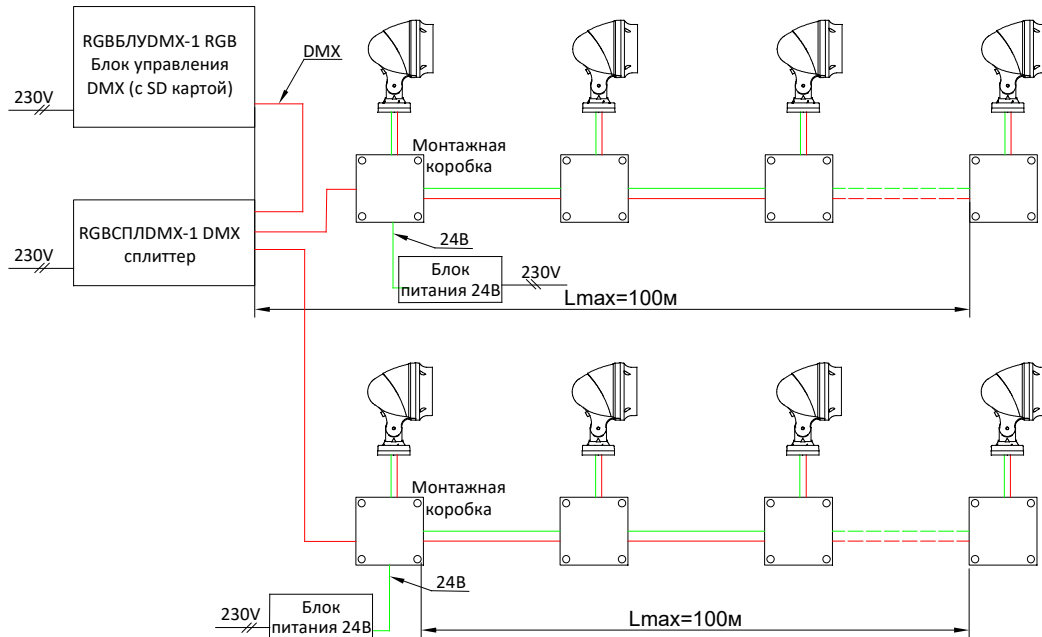 RGBБЛУDMX-1 RGB
Блок управления
DMX (с SD картой)
230V
DMX
Монтажная
коробка
RGBСПЛDMX-1 DMX
сплиттер
230V
24В
Блок
питания 24В
230V
Lmax=100м
Монтажная
коробка
24В
230V
Блок
питания 24В
Lmax=100м